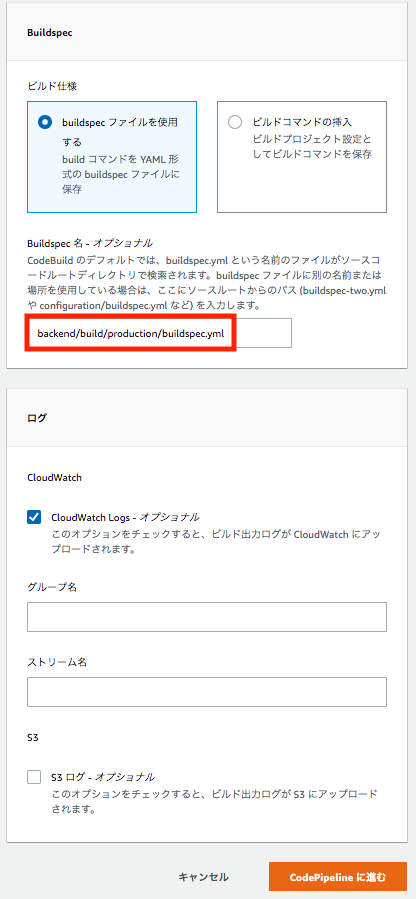 Buildspec
ビルド仕様
buildspec ファイルを使用
する
build コマンドを YAML 形
式の buildspec ファイルに
保存
ビルドコマンドの挿入
ビルドプロジェクト設定と
してビルドコマンドを保存
Buildspec 名 - オプショナル
CodeBuild のデフォルトでは、buildspec.yml という名前のファイルがソースコ
ードルートディレクトリで検索されます。buildspec ファイルに別の名前または
場所を使用している場合は、ここにソースルートからのパス (buildspec-two.yml
や configuration/buildspec.yml など) を入力します。
backend/build/production/buildspec.yml
ログ
CloudWatch
CloudWatch Logs - オプショナル
このオプションをチェックすると、ビルド出力ログが CloudWatch にアッ
プロードされます。
グループ名
ストリーム名
S3
S3 ログ - オプショナル
このオプションをチェックすると、ビルド出力ログが S3 にアップロード
されます。
キャンセル
CodePipeline に進む